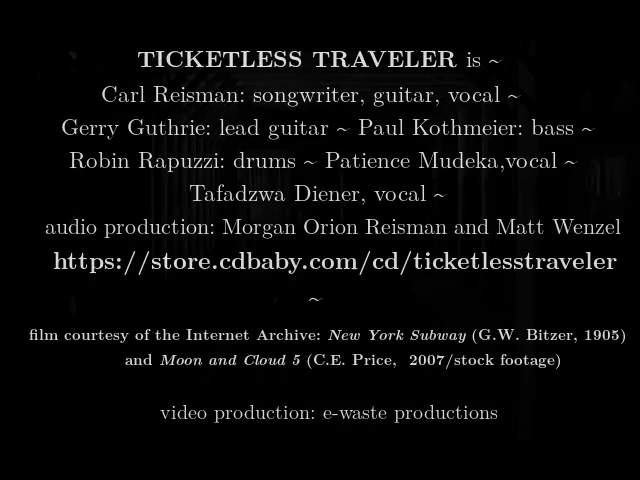 TICKETLESS TRAVELER is ~
Carl Reisman: songwriter, guitar, vocal ~
Gerry Guthrie: lead guitar ~ Paul Kothmeier: bass ~
Robin Rapuzzi: drums ~ Patience Mudeka,vocal ~
Tafadzwa Diener, vocal ~
audio production: Morgan Orion Reisman and Matt Wenzel
https://store.cdbaby.com/cd/ticketlesstraveler
~
film courtesy of the Internet Archive: New York Subway (G.W. Bitzer, 1905)
and Moon and Cloud 5 (C.E. Price,  2007/stock footage)
video production: e-waste productions